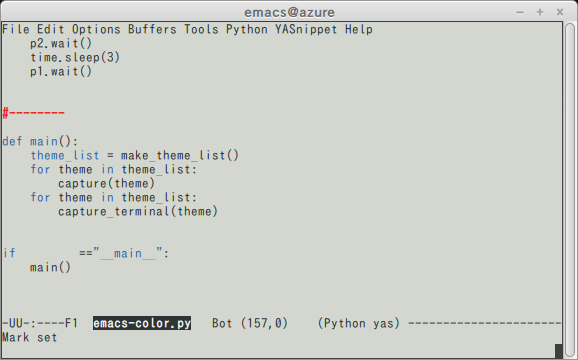 emacs@azure
File Edit Options Buffers Tools Python YASnippet Help
    p2.wait()
    time.sleep(3)
    p1.wait()
#--------
def main():
    theme_list = make_theme_list()
    for theme in theme_list:
        capture(theme)
    for theme in theme_list:
        capture_terminal(theme)
if         =="__main__":
    main()
-UU-:----F1  emacs-color.py   Bot (157,0)    (Python yas) ----------------------
Mark set